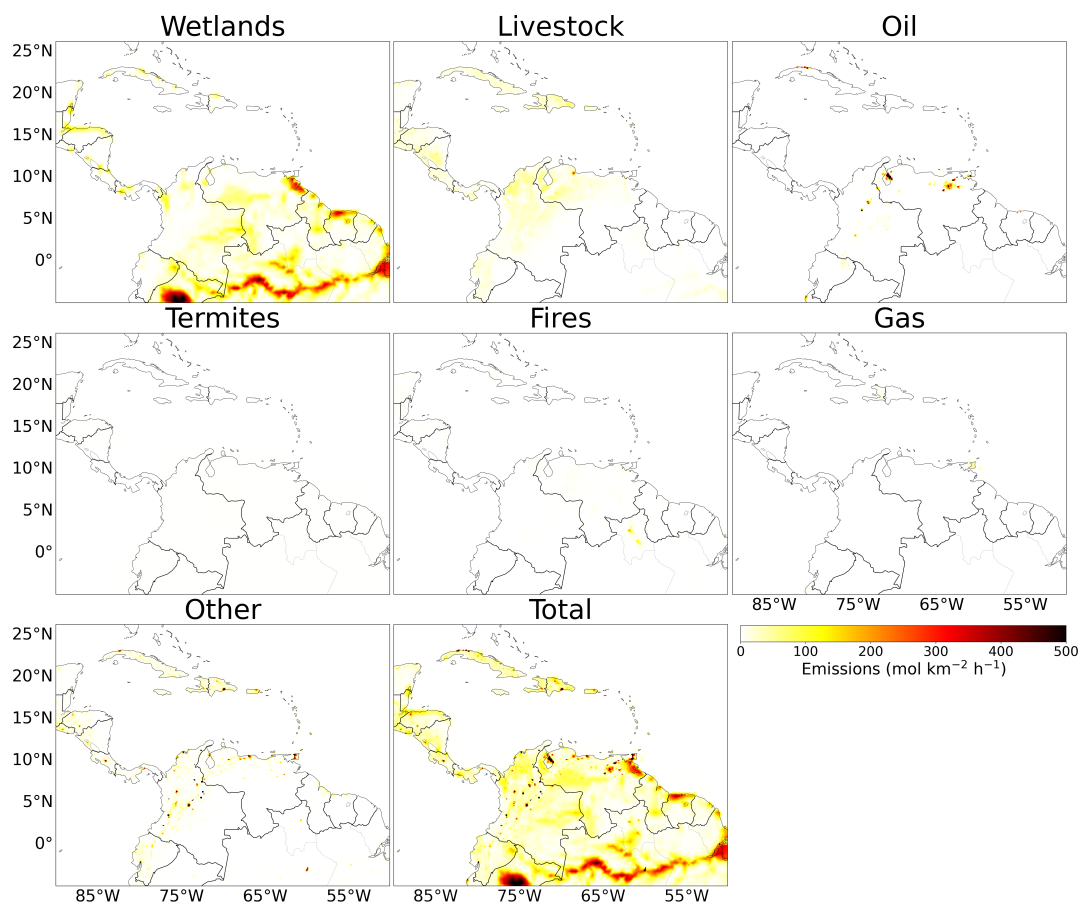 Wetlands Livestock Oil
25°N
20°N
15°N
10°N
5°N
0°
Termites Fires Gas
25°N
20°N
15°N
10°N
5°N
0°
85°W 75°W 65°W 55°W
Other Total
25°N
20°N
15°N
10°N
5°N
0°
0 100 200 300 400 500
Emissions (mol km⁻² h⁻¹)
85°W 75°W 65°W 55°W 85°W 75°W 65°W 55°W